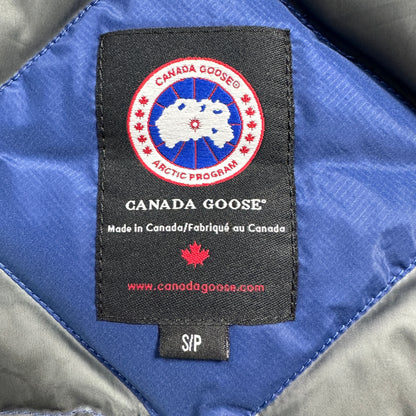 CANADA GOOSE®
ARCTIC PROGRAM
CANADA GOOSE®
Made in Canada/Fabriqué au Canada
www.canadagoose.com
S/P